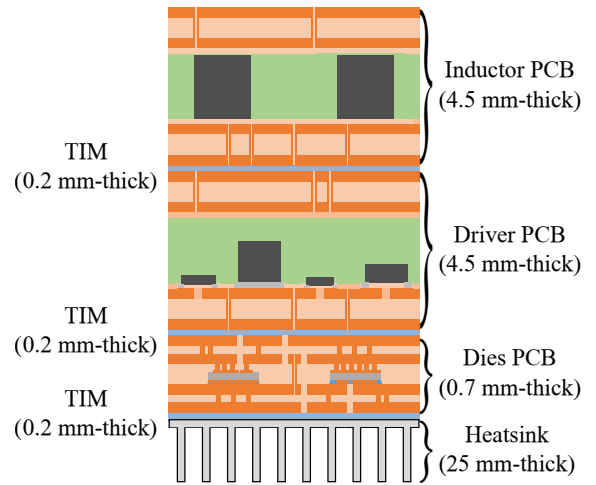 Inductor PCB
(4.5 mm-thick)
TIM
(0.2 mm-thick)
Driver PCB
(4.5 mm-thick)
TIM
(0.2 mm-thick)
Dies PCB
(0.7 mm-thick)
TIM
(0.2 mm-thick)
Heatsink
(25 mm-thick)